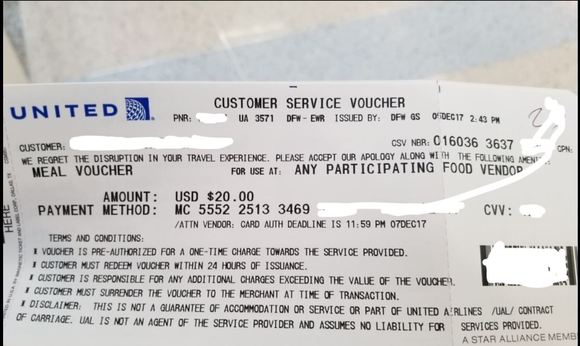 UNITED
CUSTOMER SERVICE VOUCHER
PNR: UA 3571 DFW-EWR ISSUED BY: DFW GS 05DEC17 2:43 PM
CUSTOMER: CSV NBR: 016036 3637 CPN:
WE REGRET THE DISRUPTION IN YOUR TRAVEL EXPERIENCE. PLEASE ACCEPT OUR APOLOGY ALONG WITH THE FOLLOWING
MEAL VOUCHER FOR USE AT: ANY PARTICIPATING FOOD VENDOR
AMOUNT: USD $20.00
PAYMENT METHOD: MC 5552 2513 3469 CVV:
/ATTN VENDOR: CARD AUTH DEADLINE IS 11:59 PM 07DEC17
TERMS AND CONDITIONS:
* VOUCHER IS PRE-AUTHORIZED FOR A ONE-TIME CHARGE TOWARDS THE SERVICE PROVIDED.
* CUSTOMER MUST REDEEM VOUCHER WITHIN 24 HOURS OF ISSUANCE.
* CUSTOMER IS RESPONSIBLE FOR ANY ADDITIONAL CHARGES EXCEEDING THE VALUE OF THE VOUCHER.
* CUSTOMER MUST SURRENDER THE VOUCHER TO THE MERCHANT AT TIME OF TRANSACTION.
* DISCLAIMER: THIS IS NOT A GUARANTEE OF ACCOMMODATION OR SERVICE OR PART OF UNITED AIRLINES /UAL/ CONTRACT
OF CARRIAGE. UAL IS NOT AN AGENT OF THE SERVICE PROVIDER AND ASSUMES NO LIABILITY FOR SERVICES PROVIDED.
A STAR ALLIANCE MEMB
HERE